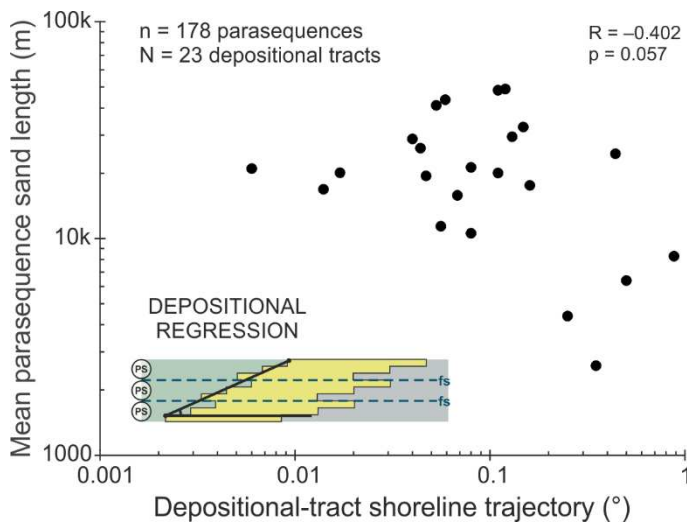 100k
n = 178 parasequences
N = 23 depositional tracts
R = –0.402
p = 0.057
Mean parasequence sand length (m)
10k
DEPOSITIONAL
REGRESSION
PS
fs
PS
fs
PS
1000
0.001
0.01
0.1
1
Depositional-tract shoreline trajectory (°)